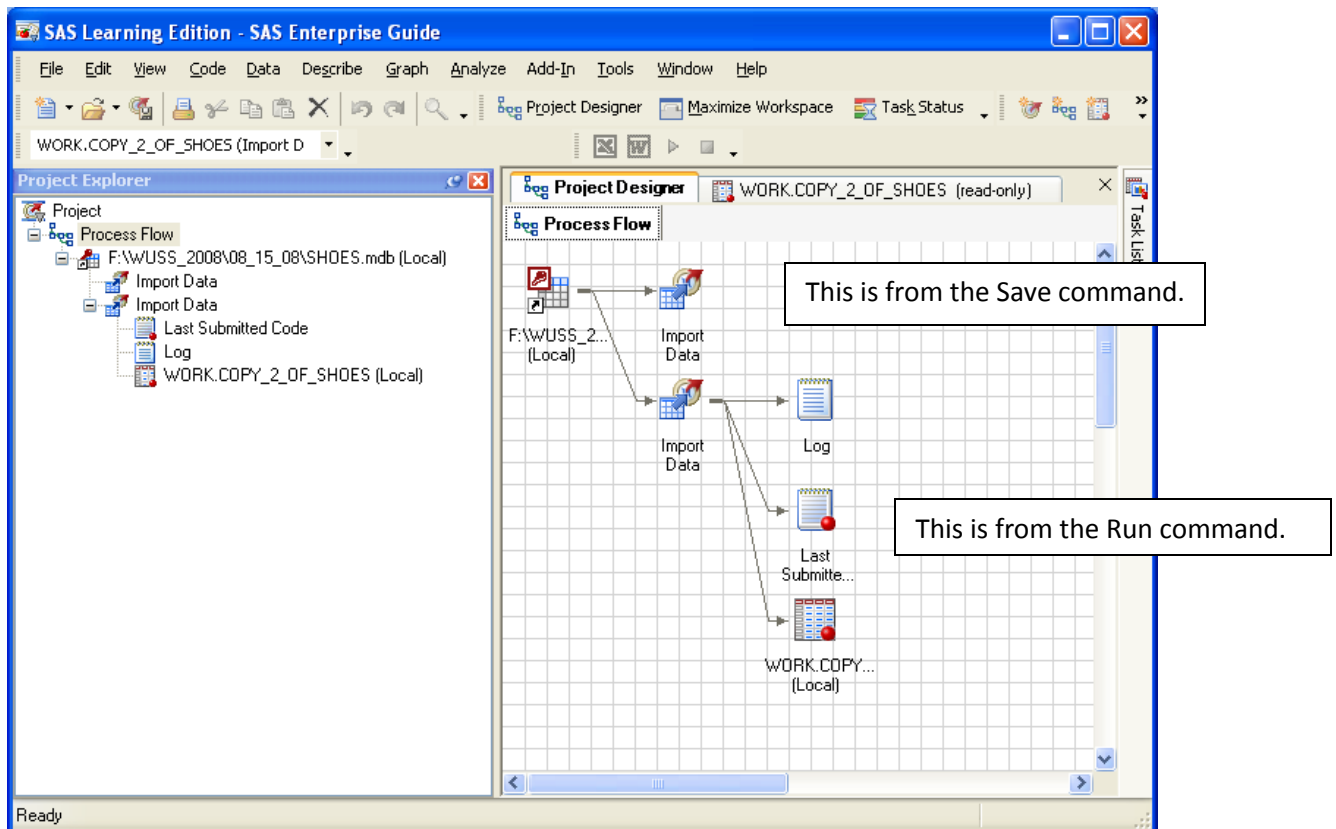 SAS Learning Edition - SAS Enterprise Guide
File Edit View Code Data Describe Graph Analyze Add-In Tools Window Help
Project Designer Maximize Workspace Task Status
WORK.COPY_2_OF_SHOES (Import D
Project Explorer
Project
Process Flow
F:\WUSS_2008\08_15_08\SHOES.mdb (Local)
Import Data
Import Data
Last Submitted Code
Log
WORK.COPY_2_OF_SHOES (Local)
Project Designer
WORK.COPY_2_OF_SHOES (read-only)
Process Flow
Task List
This is from the Save command.
F:\WUSS_2...
(Local)
Import
Data
Import
Data
Log
This is from the Run command.
Last
Submitte...
WORK.COPY...
(Local)
Ready